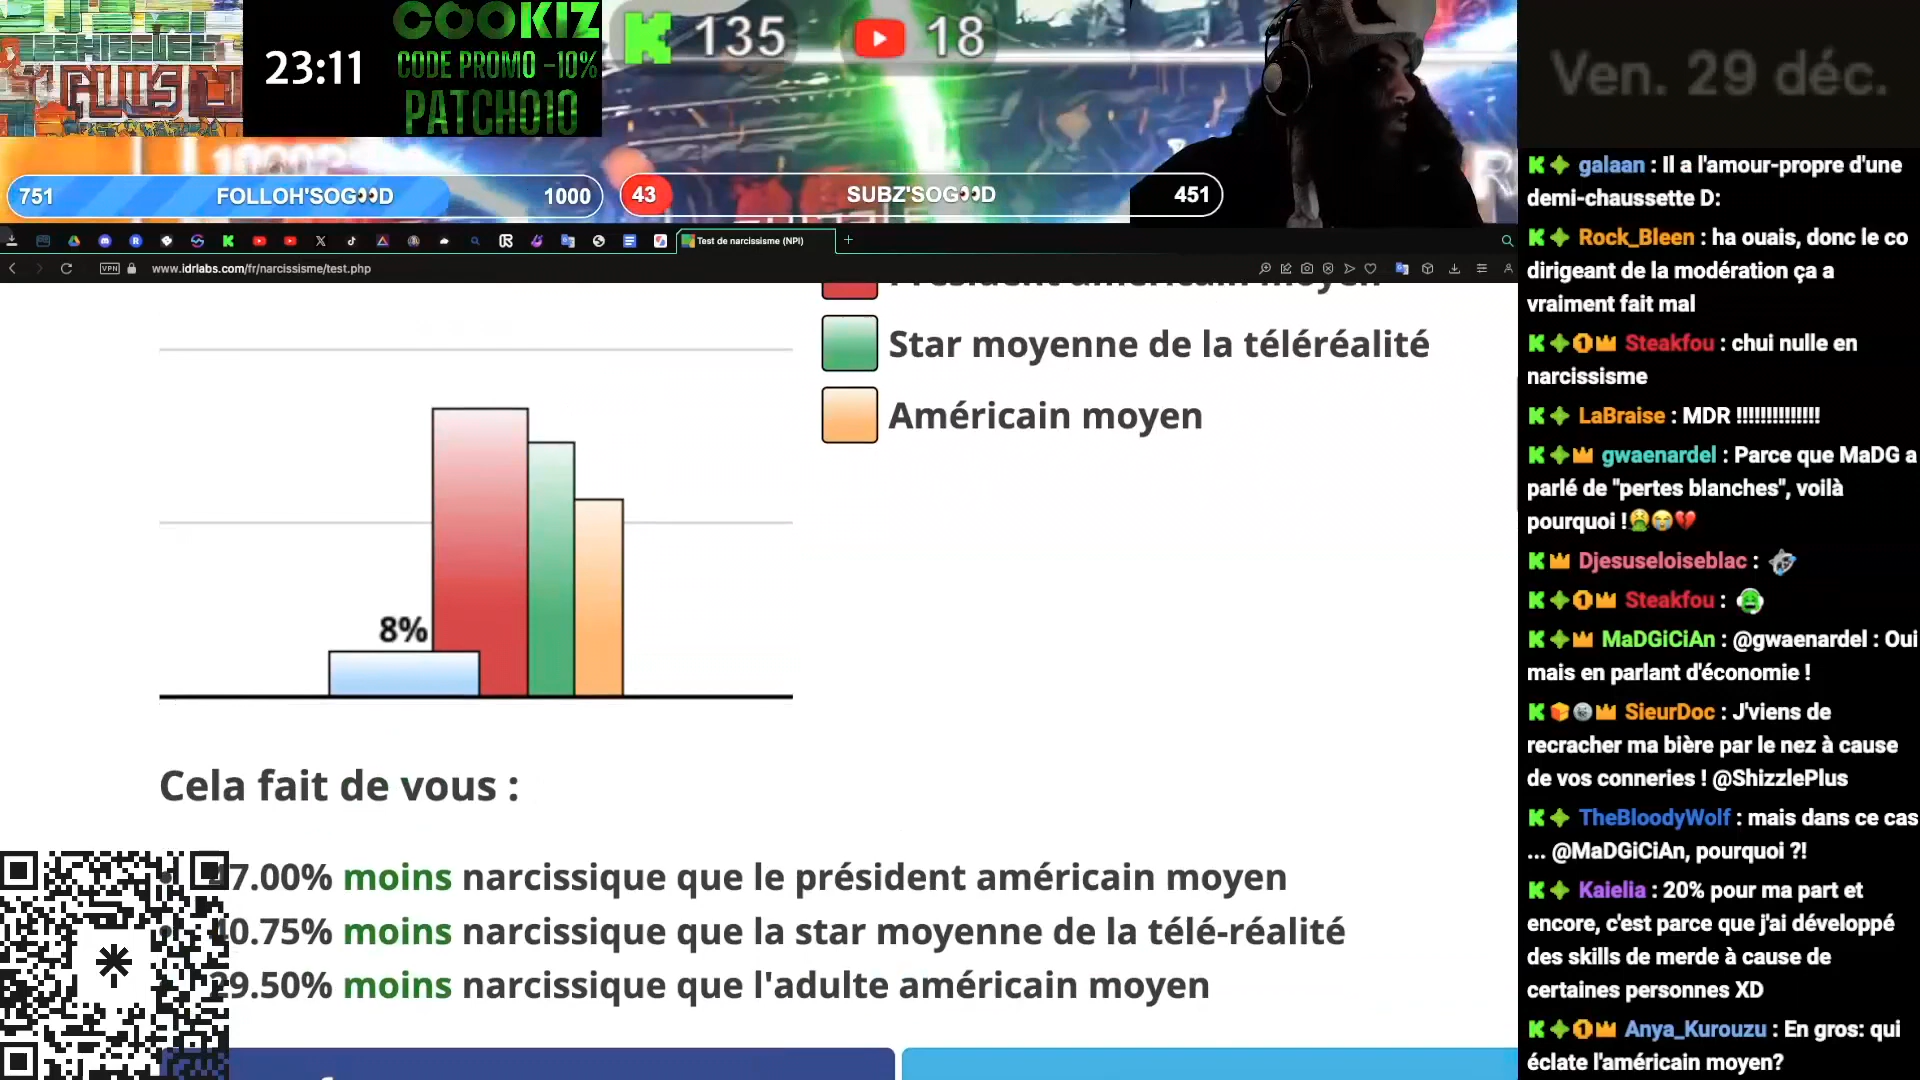 23:11
COOKIZ
CODE PROMO -10%
PATCHO10
135
18
Ven. 29 déc.
751 FOLLOH'SOG👀D 1000
43 SUBZ'SOG👀D 451
Test de narcissisme (NPI)
VPN www.idrlabs.com/fr/narcissisme/test.php
Président américain moyen
Star moyenne de la téléréalité
Américain moyen
8%
Cela fait de vous :
47.00% moins narcissique que le président américain moyen
40.75% moins narcissique que la star moyenne de la télé-réalité
29.50% moins narcissique que l'adulte américain moyen
galaan : Il a l'amour-propre d'une
demi-chaussette D:
Rock_Bleen : ha ouais, donc le co
dirigeant de la modération ça a
vraiment fait mal
Steakfou : chui nulle en
narcissisme
LaBraise : MDR !!!!!!!!!!!!!!
gwaenardel : Parce que MaDG a
parlé de "pertes blanches", voilà
pourquoi !🤮😭💔
Djesuseloiseblac :
Steakfou :
MaDGiCiAn : @gwaenardel : Oui
mais en parlant d'économie !
SieurDoc : J'viens de
recracher ma bière par le nez à cause
de vos conneries ! @ShizzlePlus
TheBloodyWolf : mais dans ce cas
... @MaDGiCiAn, pourquoi ?!
Kaielia : 20% pour ma part et
encore, c'est parce que j'ai développé
des skills de merde à cause de
certaines personnes XD
Anya_Kurouzu : En gros: qui
éclate l'américain moyen?